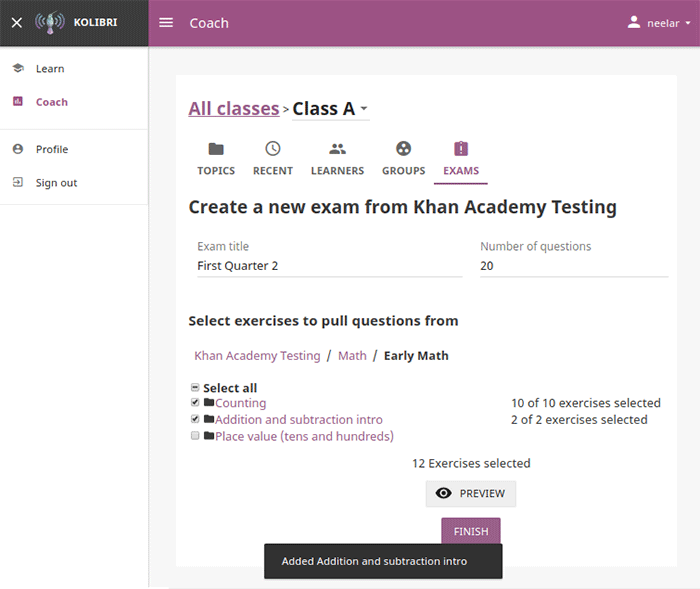 KOLIBRI
Coach
neelar
Learn
Coach
Profile
Sign out
All classes > Class A
TOPICS RECENT LEARNERS GROUPS EXAMS
Create a new exam from Khan Academy Testing
Exam title Number of questions
First Quarter 2 20
Select exercises to pull questions from
Khan Academy Testing / Math / Early Math
Select all
Counting 10 of 10 exercises selected
Addition and subtraction intro 2 of 2 exercises selected
Place value (tens and hundreds)
12 Exercises selected
PREVIEW
FINISH
Added Addition and subtraction intro